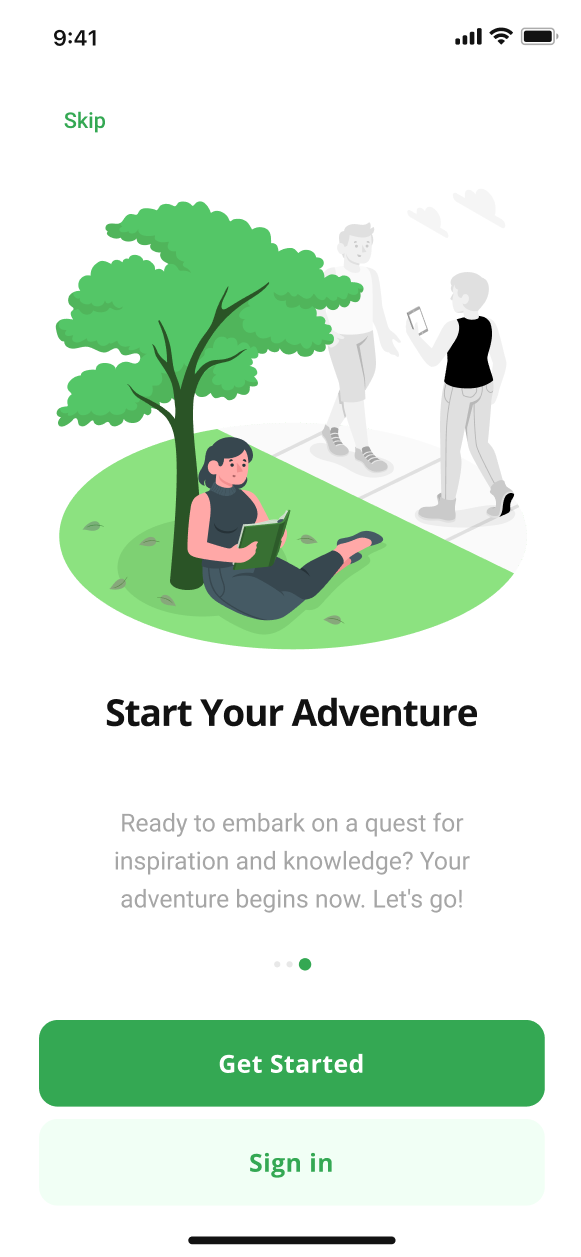 9:41
Skip
Start Your Adventure
Ready to embark on a quest for
inspiration and knowledge? Your
adventure begins now. Let's go!
Get Started
Sign in